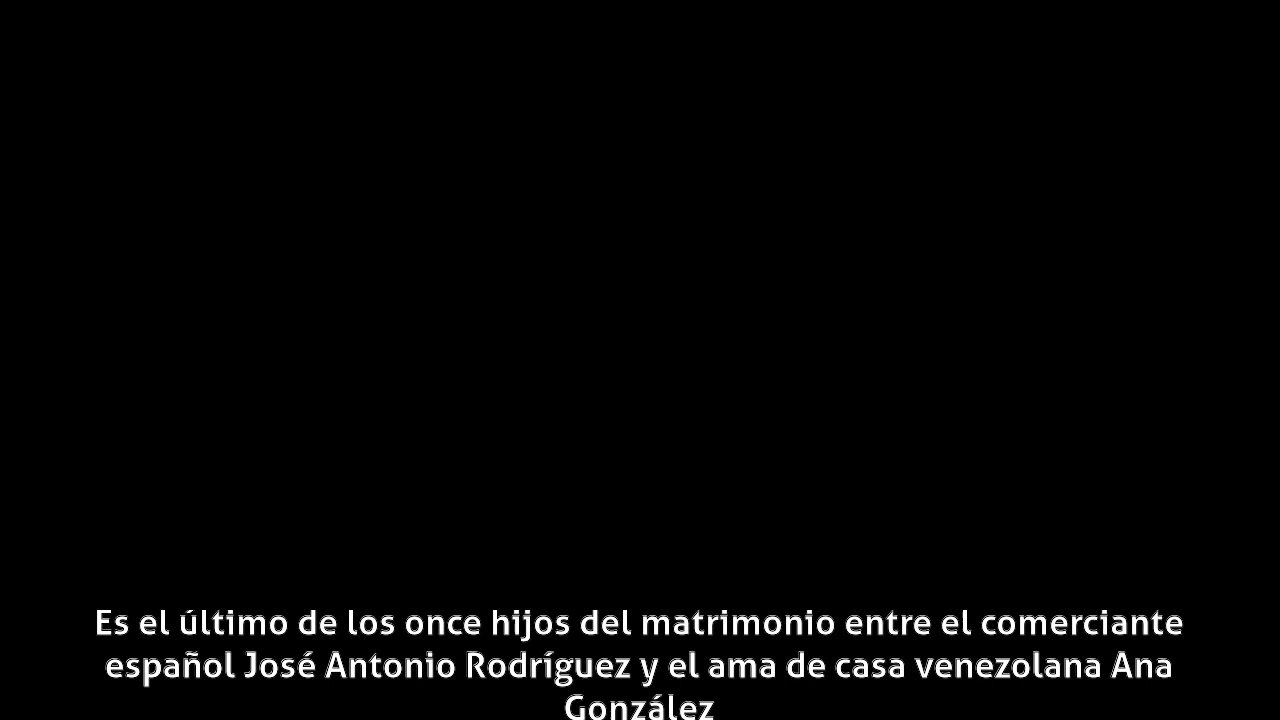 Es el último de los once hijos del matrimonio entre el comerciante
español José Antonio Rodríguez y el ama de casa venezolana Ana
González